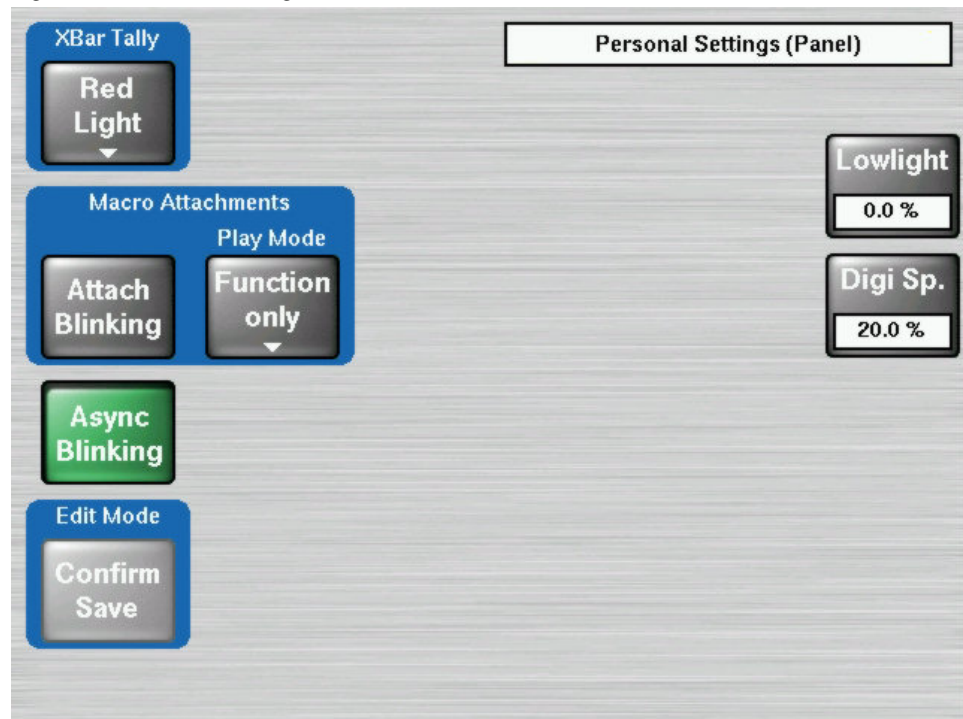 XBar Tally
Personal Settings (Panel)
Red
Light
Lowlight
0.0 %
Macro Attachments
Play Mode
Attach
Blinking
Function
only
Digi Sp.
20.0 %
Async
Blinking
Edit Mode
Confirm
Save